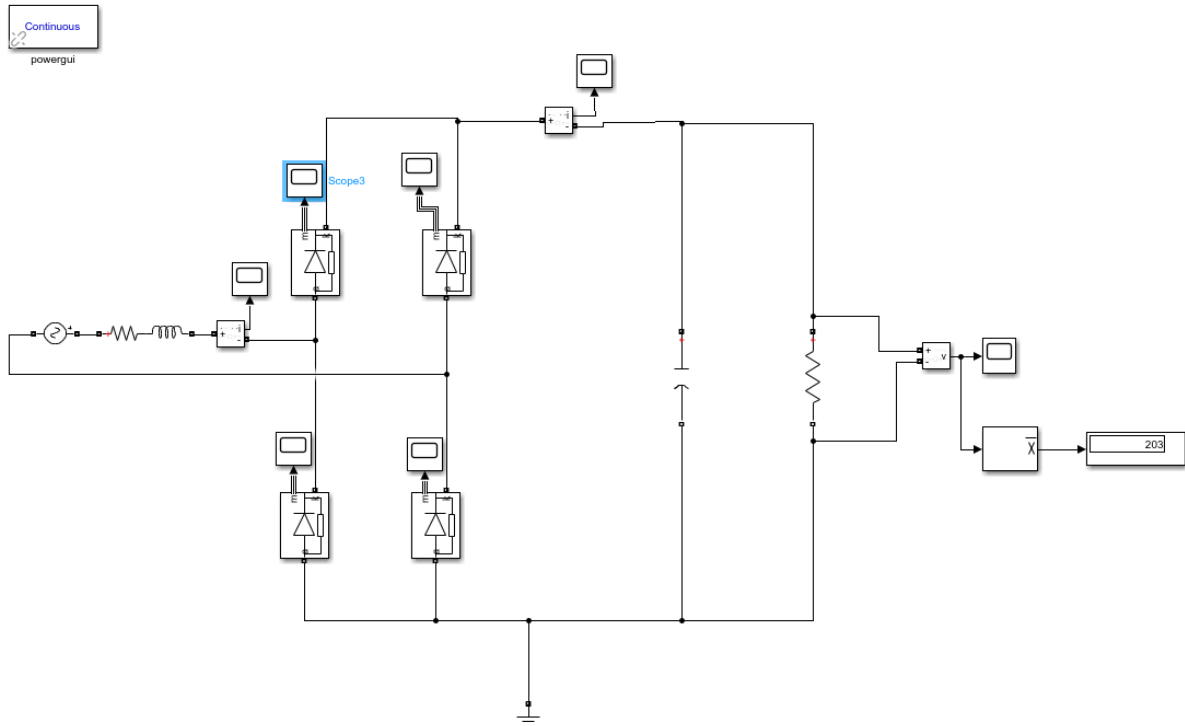 Continuous
powergui
i
+
-
Scope3
m
k
a
m
k
a
i
+
-
+
+
+
+
-
v
m
k
a
m
k
a
X
203